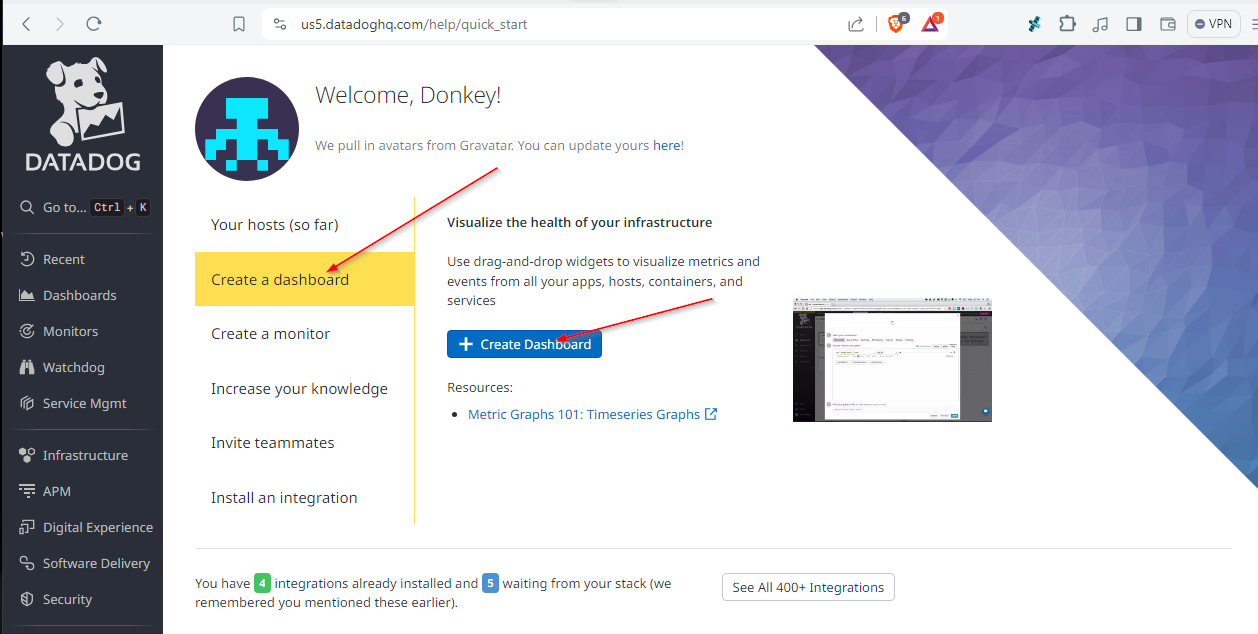 us5.datadoghq.com/help/quick_start
6
1
VPN
DATADOG
Go to... Ctrl + K
Recent
Dashboards
Monitors
Watchdog
Service Mgmt
Infrastructure
APM
Digital Experience
Software Delivery
Security
Welcome, Donkey!
We pull in avatars from Gravatar. You can update yours here!
Your hosts (so far)
Create a dashboard
Create a monitor
Increase your knowledge
Invite teammates
Install an integration
Visualize the health of your infrastructure
Use drag-and-drop widgets to visualize metrics and
events from all your apps, hosts, containers, and
services
+ Create Dashboard
Resources:
• Metric Graphs 101: Timeseries Graphs
You have 4 integrations already installed and 5 waiting from your stack (we
remembered you mentioned these earlier).
See All 400+ Integrations